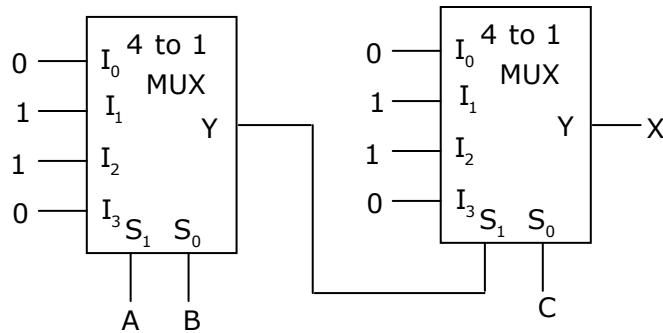 4 to 1
MUX
0 I₀
1 I₁
1 I₂
0 I₃
Y
S₁ S₀
A B
4 to 1
MUX
0 I₀
1 I₁
1 I₂
0 I₃
Y X
S₁ S₀
C